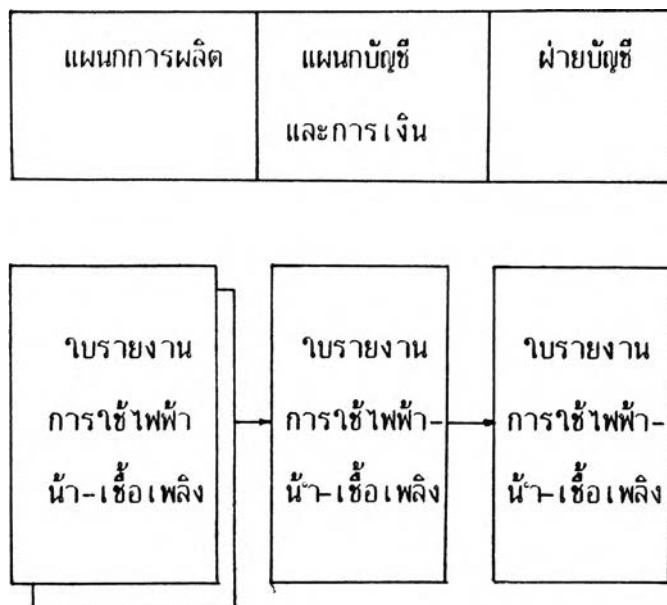 แผนกการผลิต
แผนกบัญชี
และการเงิน
ฝ่ายบัญชี
ใบรายงาน
การใช้ไฟฟ้า
น้ำ-เชื้อเพลิง
ใบรายงาน
การใช้ไฟฟ้า-
น้ำ-เชื้อเพลิง
ใบรายงาน
การใช้ไฟฟ้า-
น้ำ-เชื้อเพลิง